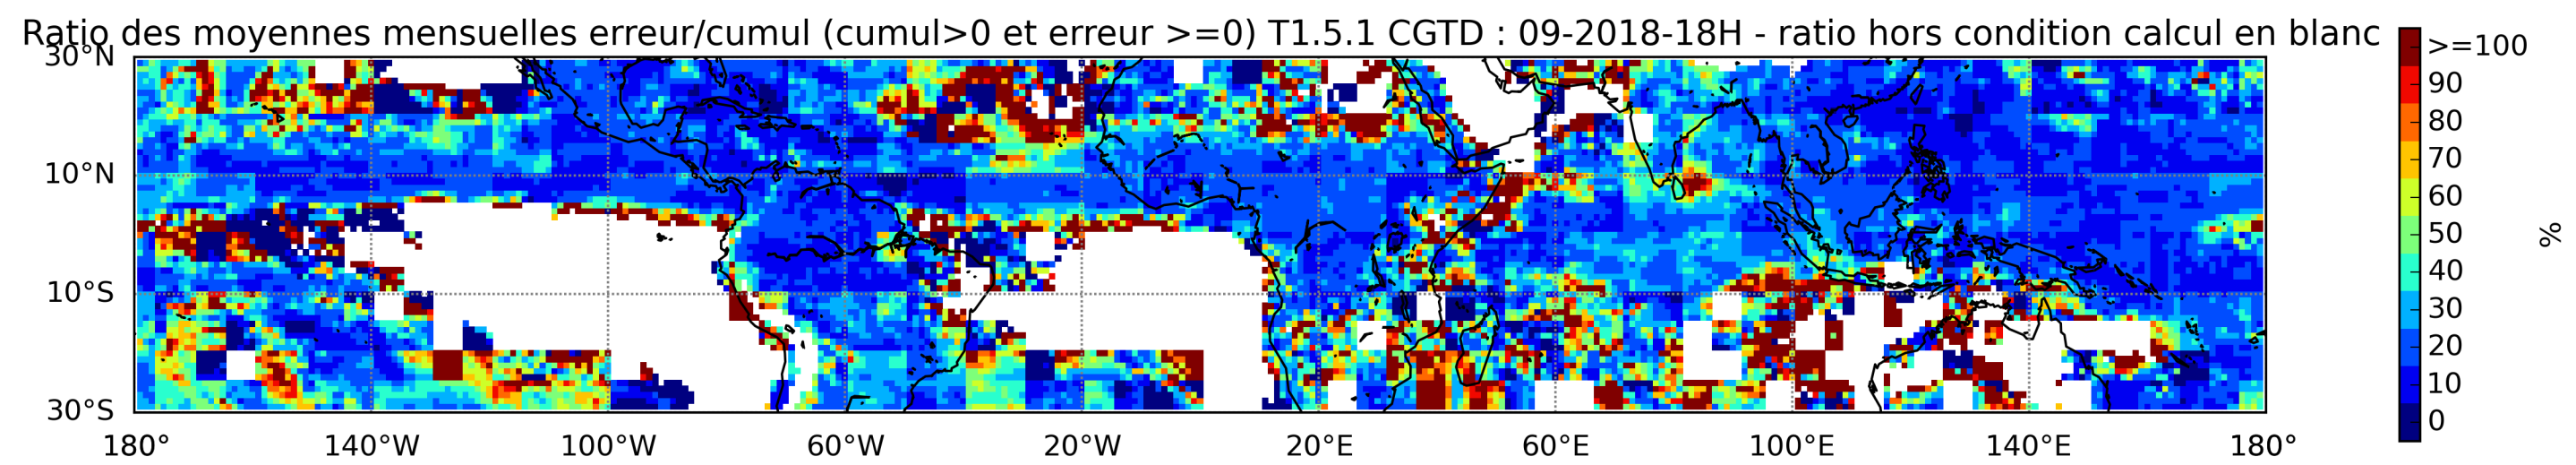 Ratio des moyennes mensuelles erreur/cumul (cumul>0 et erreur >=0) T1.5.1 CGTD : 09-2018-18H - ratio hors condition calcul en blanc
30°N
10°N
10°S
30°S
180°
140°W
100°W
60°W
20°W
20°E
60°E
100°E
140°E
180°
>=100
90
80
70
60
50
40
30
20
10
0
%